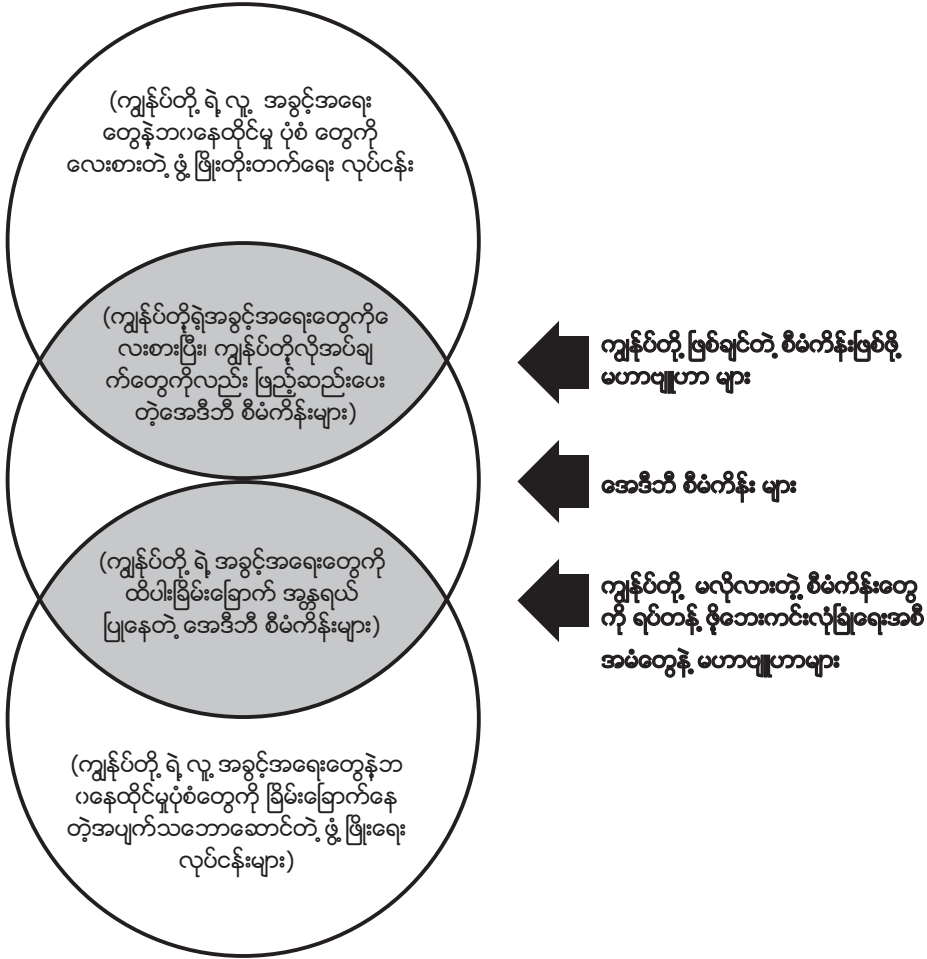 (ကျွန်ုပ်တို့ ရဲ့ လူ့ အခွင့်အရေး
တွေနဲ့ဘဝနေထိုင်မှု ပုံစံ တွေကို
လေးစားတဲ့ ဖွံ့ဖြိုးတိုးတက်ရေး လုပ်ငန်း
(ကျွန်ုပ်တို့ရဲ့အခွင့်အရေးတွေကိုေ
လးစားပြီး၊ ကျွန်ုပ်တို့လိုအပ်ချ
က်တွေကိုလည်း ဖြည့်ဆည်းပေး
တဲ့အေဒီဘီ စီမံကိန်းများ)
(ကျွန်ုပ်တို့ ရဲ့ အခွင့်အရေးတွေကို
ထိပါးခြိမ်းခြောက် အန္တရယ်
ပြုနေတဲ့ အေဒီဘီ စီမံကိန်းများ)
(ကျွန်ုပ်တို့ ရဲ့ လူ့ အခွင့်အရေးတွေနဲ့ဘ
ဝနေထိုင်မှုပုံစံတွေကို ခြိမ်းခြောက်နေ
တဲ့အပျက်သဘောဆောင်တဲ့ ဖွံ့ဖြိုးရေး
လုပ်ငန်းများ)
ကျွန်ုပ်တို့ ဖြစ်ချင်တဲ့ စီမံကိန်းဖြစ်ဖို့
မဟာဗျူဟာ များ
အေဒီဘီ စီမံကိန်း များ
ကျွန်ုပ်တို့ မလိုလားတဲ့ စီမံကိန်းတွေ
ကို ရပ်တန့် ဖို့ဘေးကင်းလုံခြုံရေးအစီ
အမံတွေနဲ့ မဟာဗျူဟာများ